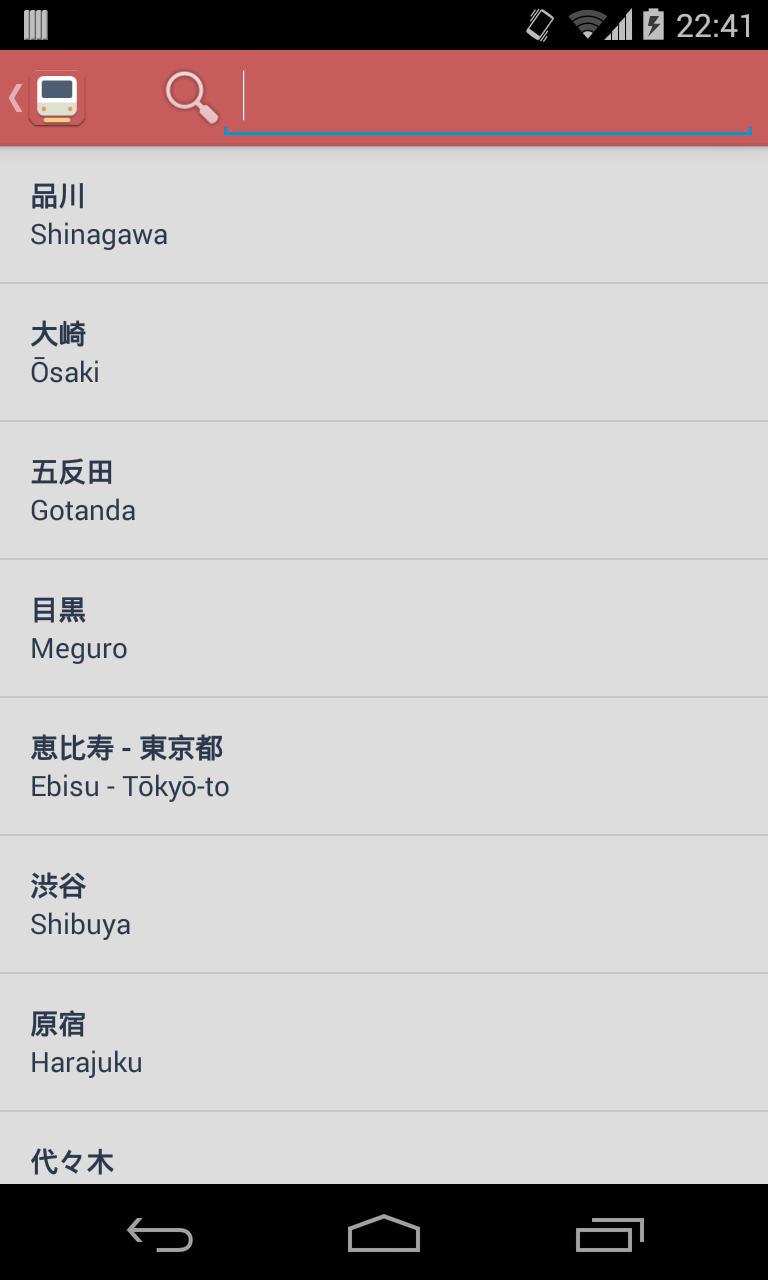 22:41
品川
Shinagawa
大崎
Ōsaki
五反田
Gotanda
目黒
Meguro
恵比寿 - 東京都
Ebisu - Tōkyō-to
渋谷
Shibuya
原宿
Harajuku
代々木